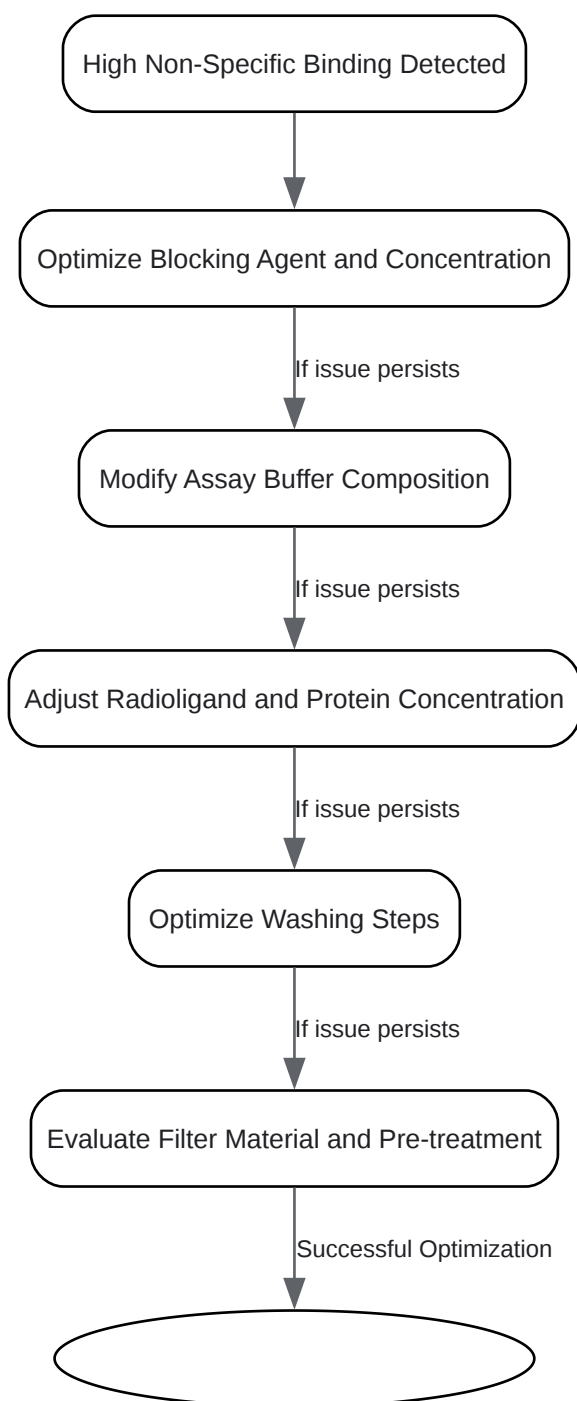 High Non-Specific Binding Detected
Optimize Blocking Agent and Concentration
If issue persists
Modify Assay Buffer Composition
If issue persists
Adjust Radioligand and Protein Concentration
If issue persists
Optimize Washing Steps
If issue persists
Evaluate Filter Material and Pre-treatment
Successful Optimization